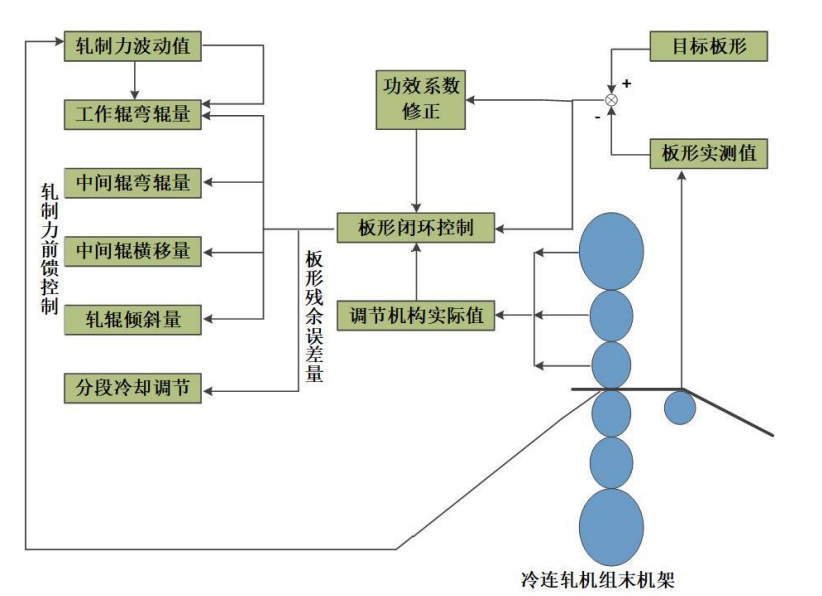 轧制力波动值
目标板形
功效系数
修正
+
-
工作辊弯辊量
板形实测值
中间辊弯辊量
轧制力前馈控制
板形闭环控制
中间辊横移量
板形残余误差量
调节机构实际值
轧辊倾斜量
分段冷却调节
冷连轧机组末机架